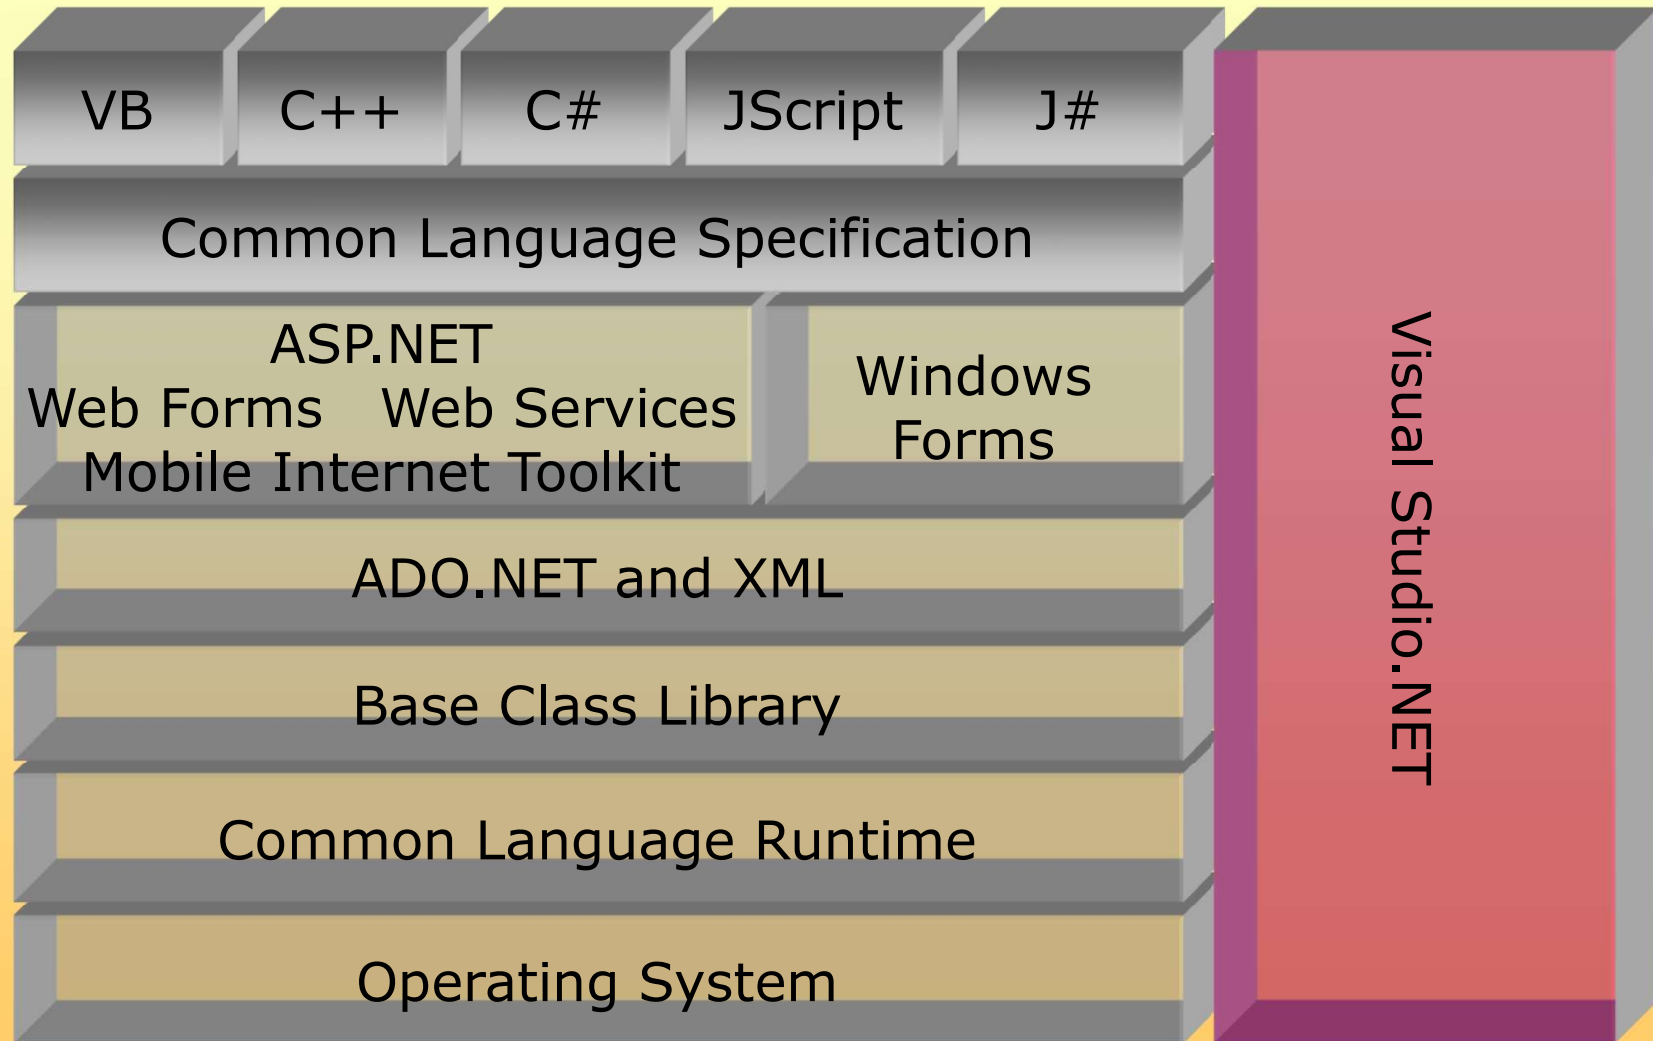 VB C++ C# JScript J#
Common Language Specification
ASP.NET
Web Forms Web Services
Mobile Internet Toolkit
Windows
Forms
ADO.NET and XML
Base Class Library
Common Language Runtime
Operating System
Visual Studio.NET